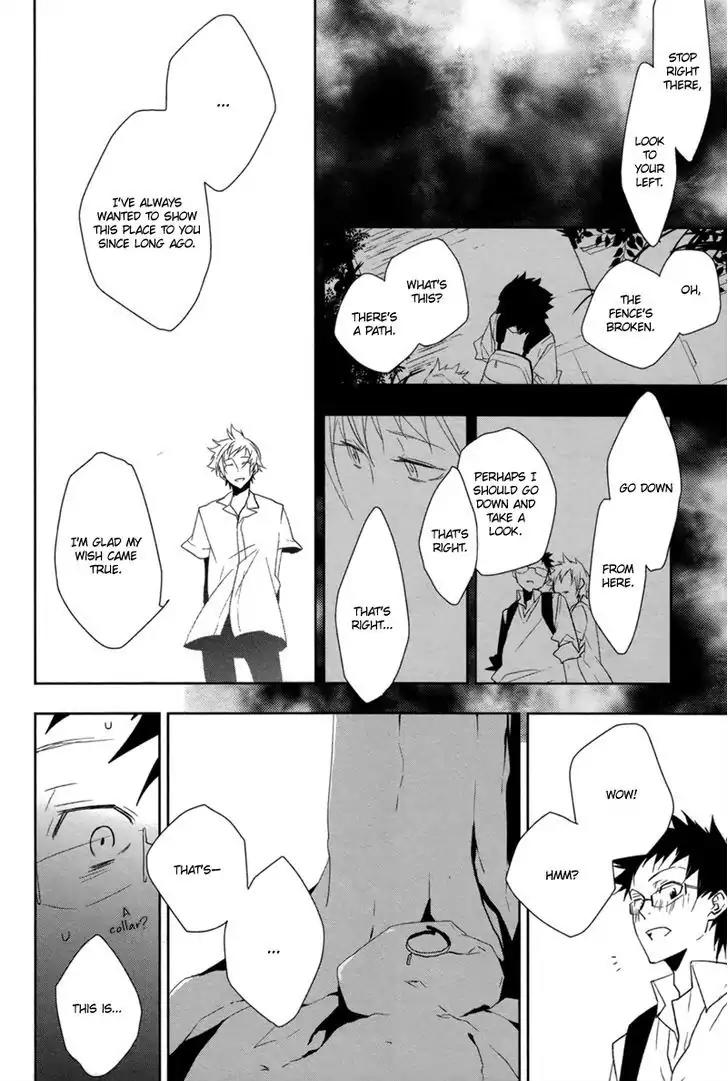 STOP
RIGHT
THERE,
LOOK
TO
YOUR
LEFT.
OH,
THE
FENCE'S
BROKEN.
WHAT'S
THIS?
THERE'S
A PATH.
GO DOWN
FROM
HERE.
PERHAPS I
SHOULD GO
DOWN AND
TAKE A
LOOK.
THAT'S
RIGHT.
THAT'S
RIGHT...
...
I'VE ALWAYS
WANTED TO SHOW
THIS PLACE TO YOU
SINCE LONG AGO.
I'M GLAD MY
WISH CAME
TRUE.
WOW!
HMM?
THAT'S—
...
A
collar?
THIS IS...